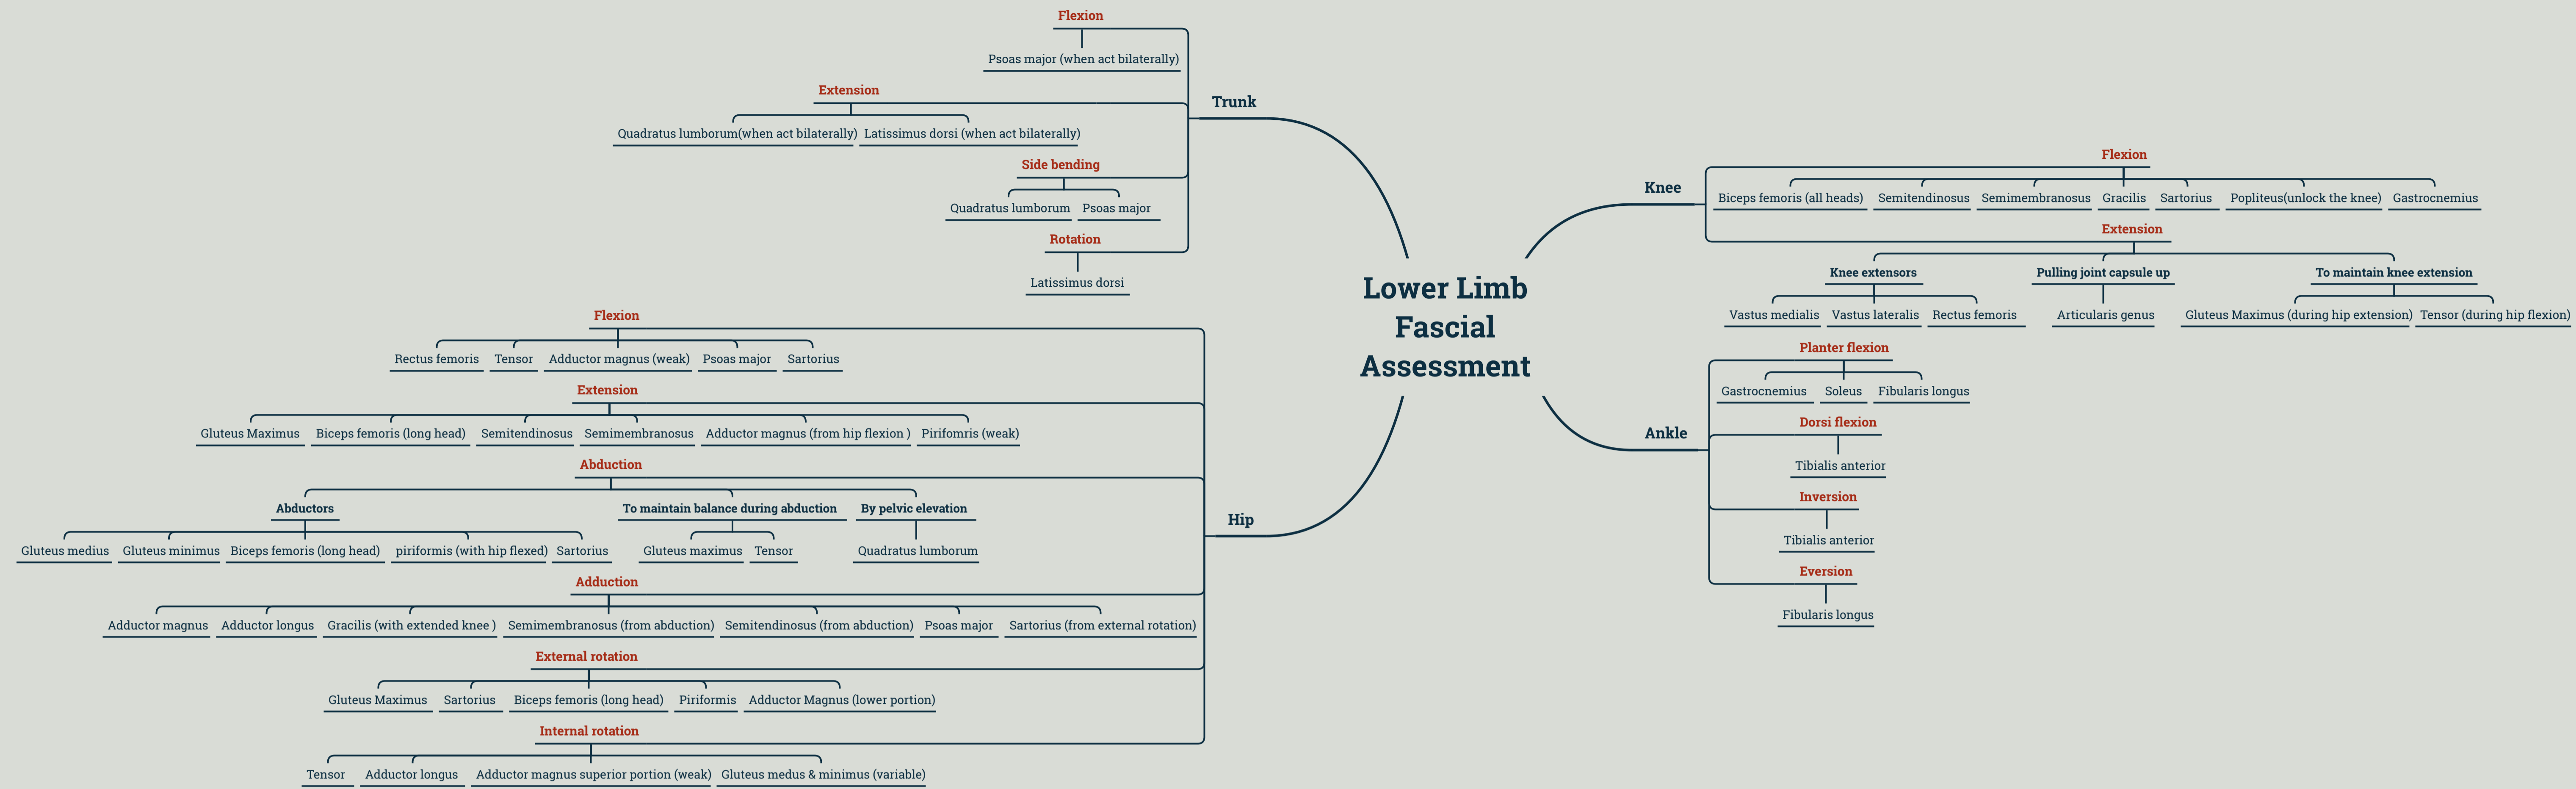 Lower Limb
Fascial
Assessment
Trunk
Flexion
Psoas major (when act bilaterally)
Extension
Quadratus lumborum(when act bilaterally) Latissimus dorsi (when act bilaterally)
Side bending
Quadratus lumborum Psoas major
Rotation
Latissimus dorsi
Hip
Flexion
Rectus femoris Tensor Adductor magnus (weak) Psoas major Sartorius
Extension
Gluteus Maximus Biceps femoris (long head) Semitendinosus Semimembranosus Adductor magnus (from hip flexion ) Pirifomris (weak)
Abduction
Abductors To maintain balance during abduction By pelvic elevation
Gluteus medius Gluteus minimus Biceps femoris (long head) piriformis (with hip flexed) Sartorius Gluteus maximus Tensor Quadratus lumborum
Adduction
Adductor magnus Adductor longus Gracilis (with extended knee ) Semimembranosus (from abduction) Semitendinosus (from abduction) Psoas major Sartorius (from external rotation)
External rotation
Gluteus Maximus Sartorius Biceps femoris (long head) Piriformis Adductor Magnus (lower portion)
Internal rotation
Tensor Adductor longus Adductor magnus superior portion (weak) Gluteus medus & minimus (variable)
Knee
Flexion
Biceps femoris (all heads) Semitendinosus Semimembranosus Gracilis Sartorius Popliteus(unlock the knee) Gastrocnemius
Extension
Knee extensors Pulling joint capsule up To maintain knee extension
Vastus medialis Vastus lateralis Rectus femoris Articularis genus Gluteus Maximus (during hip extension) Tensor (during hip flexion)
Ankle
Planter flexion
Gastrocnemius Soleus Fibularis longus
Dorsi flexion
Tibialis anterior
Inversion
Tibialis anterior
Eversion
Fibularis longus